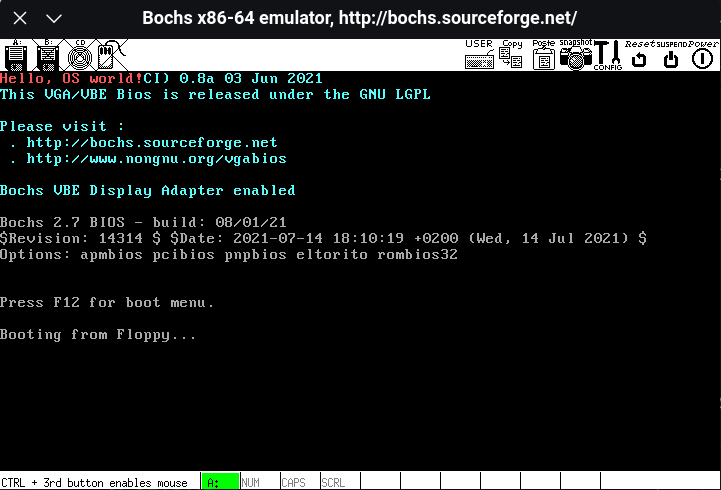 Bochs x86-64 emulator, http://bochs.sourceforge.net/
A: B: CD USER Copy Paste snapshot CONFIG Reset SUSPEND Power
Hello, OS world!CI) 0.8a 03 Jun 2021
This VGA/VBE Bios is released under the GNU LGPL
Please visit :
. http://bochs.sourceforge.net
. http://www.nongnu.org/vgabios
Bochs VBE Display Adapter enabled
Bochs 2.7 BIOS - build: 08/01/21
$Revision: 14314 $ $Date: 2021-07-14 18:10:19 +0200 (Wed, 14 Jul 2021) $
Options: apmbios pcibios pnpbios eltorito rombios32
Press F12 for boot menu.
Booting from Floppy...
CTRL + 3rd button enables mouse A: NUM CAPS SCRL